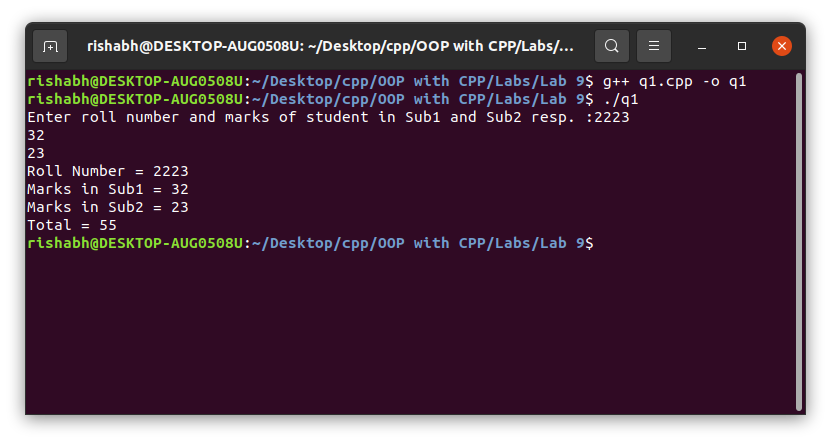 rishabh@DESKTOP-AUG0508U: ~/Desktop/cpp/OOP with CPP/Labs/...
rishabh@DESKTOP-AUG0508U:~/Desktop/cpp/OOP with CPP/Labs/Lab 9$ g++ q1.cpp -o q1
rishabh@DESKTOP-AUG0508U:~/Desktop/cpp/OOP with CPP/Labs/Lab 9$ ./q1
Enter roll number and marks of student in Sub1 and Sub2 resp. :2223
32
23
Roll Number = 2223
Marks in Sub1 = 32
Marks in Sub2 = 23
Total = 55
rishabh@DESKTOP-AUG0508U:~/Desktop/cpp/OOP with CPP/Labs/Lab 9$